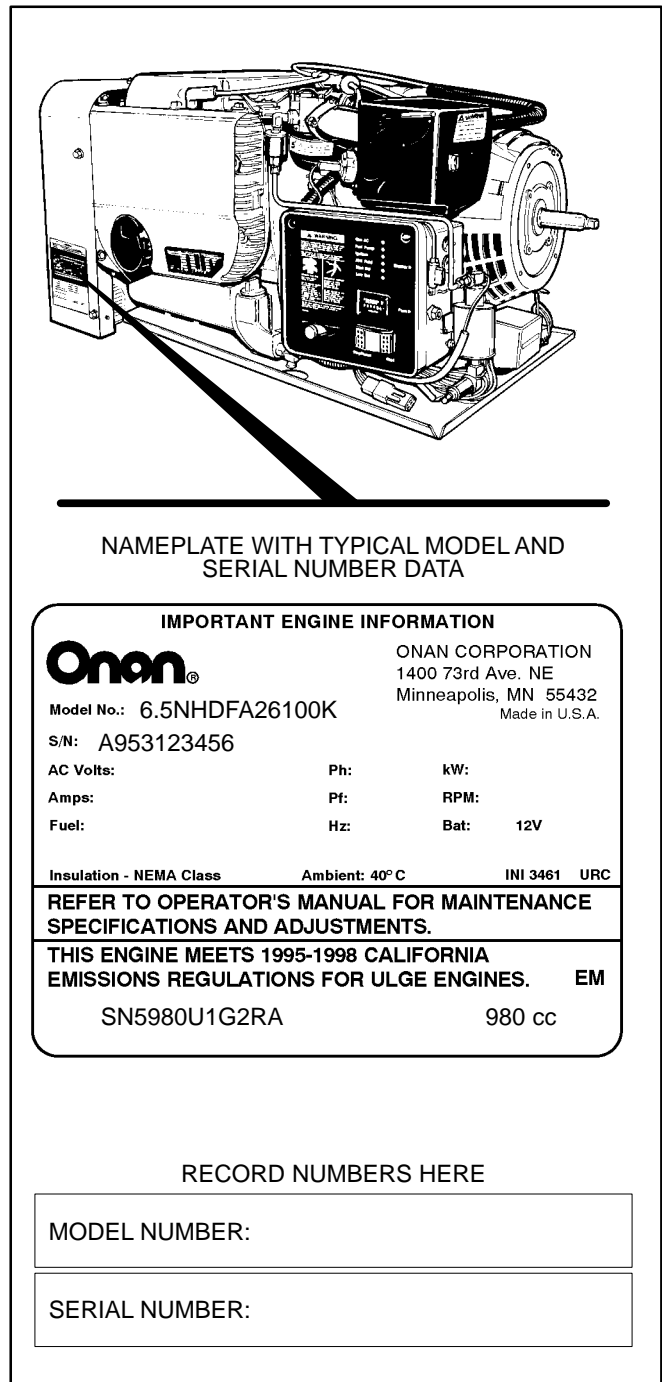 WARNING
NAMEPLATE WITH TYPICAL MODEL AND
SERIAL NUMBER DATA
IMPORTANT ENGINE INFORMATION
Onan®
ONAN CORPORATION
1400 73rd Ave. NE
Minneapolis, MN 55432
Made in U.S.A.
Model No.: 6.5NHDFA26100K
S/N: A953123456
AC Volts: Ph: kW:
Amps: Pf: RPM:
Fuel: Hz: Bat: 12V
Insulation - NEMA Class Ambient: 40°C INI 3461 URC
REFER TO OPERATOR'S MANUAL FOR MAINTENANCE
SPECIFICATIONS AND ADJUSTMENTS.
THIS ENGINE MEETS 1995-1998 CALIFORNIA
EMISSIONS REGULATIONS FOR ULGE ENGINES. EM
SN5980U1G2RA 980 cc
RECORD NUMBERS HERE
MODEL NUMBER:
SERIAL NUMBER: